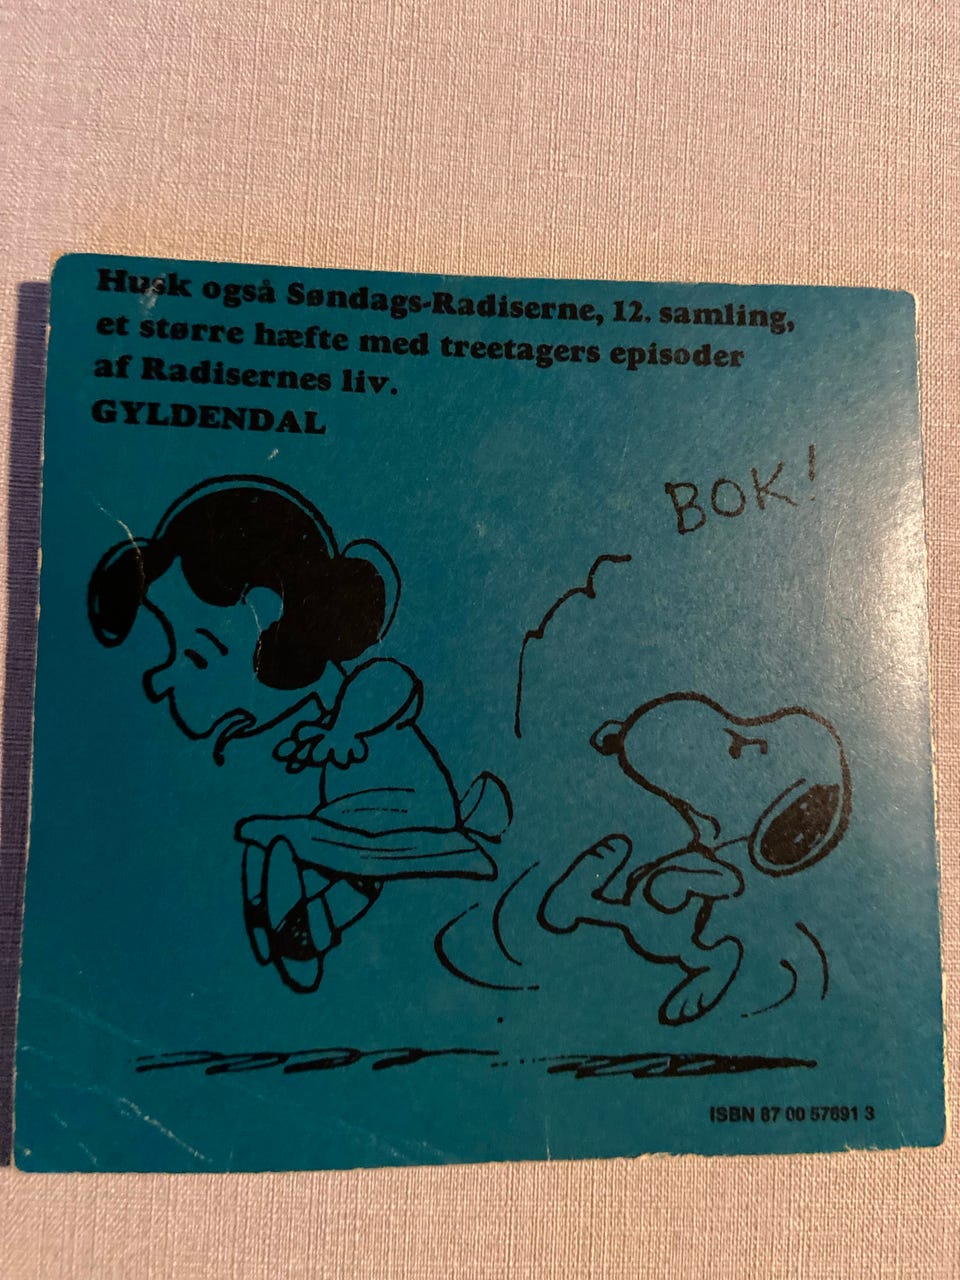 Husk også Søndags-Radiserne, 12. samling,
et større hæfte med treetagers episoder
af Radisernes liv.
GYLDENDAL
BOK!
ISBN 87 00 57691 3